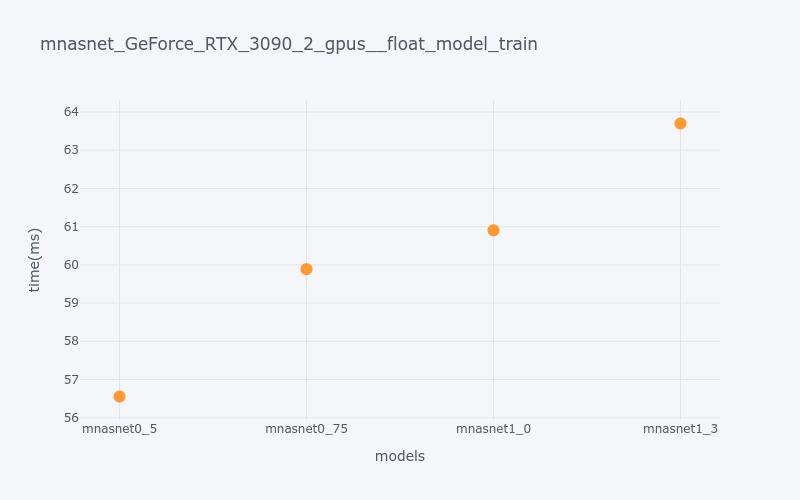 mnasnet_GeForce_RTX_3090_2_gpus__float_model_train
64
63
62
61
60
59
58
57
56
time(ms)
mnasnet0_5 mnasnet0_75 mnasnet1_0 mnasnet1_3
models